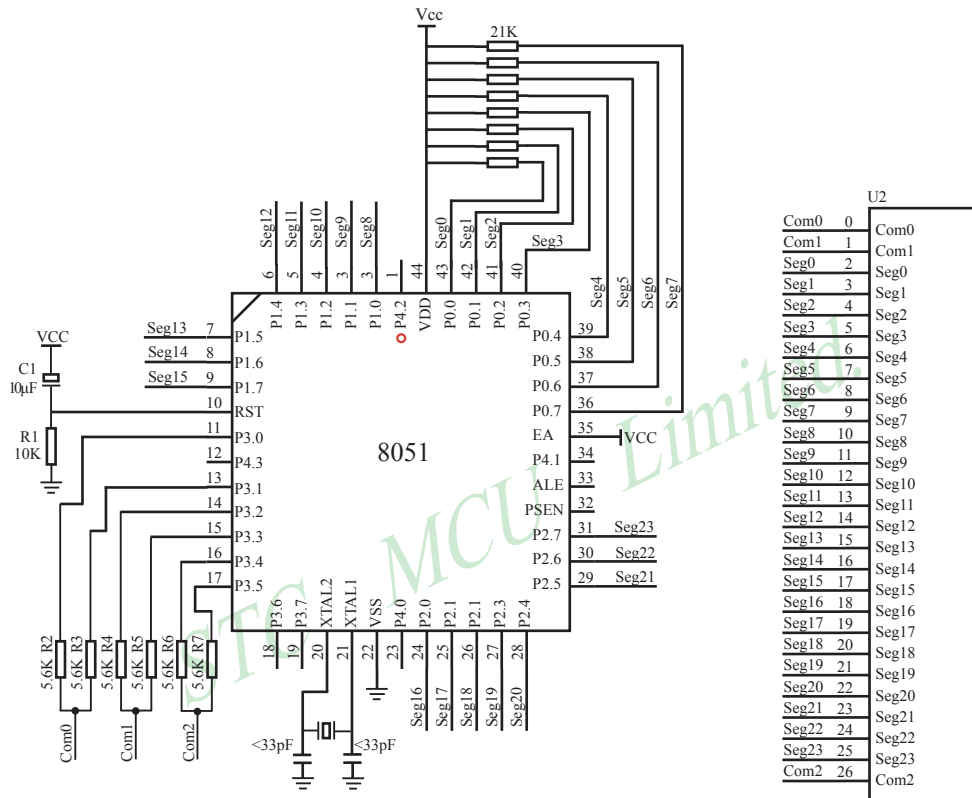 Vcc
21K
Seg12
Seg11
Seg10
Seg9
Seg8
Seg0
Seg1
Seg2
Seg3
Seg4
Seg5
Seg6
Seg7
6
5
4
3
3
1
44
43
42
41
40
P1.4
P1.3
P1.2
P1.1
P1.0
P4.2
VDD
P0.0
P0.1
P0.2
P0.3
Seg13 7 P1.5
Seg14 8 P1.6
Seg15 9 P1.7
10 RST
11 P3.0
12 P4.3
13 P3.1
14 P3.2
15 P3.3
16 P3.4
17 P3.5
VCC
C1
10μF
R1
10K
8051
P0.4 39
P0.5 38
P0.6 37
P0.7 36
EA 35 VCC
P4.1 34
ALE 33
PSEN 32
P2.7 31 Seg23
P2.6 30 Seg22
P2.5 29 Seg21
P3.6
P3.7
XTAL2
XTAL1
VSS
P4.0
P2.0
P2.1
P2.1
P2.3
P2.4
18
19
20
21
22
23
24
25
26
27
28
Seg16
Seg17
Seg18
Seg19
Seg20
5.6K R2
5.6K R3
5.6K R4
5.6K R5
5.6K R6
5.6K R7
Com0
Com1
Com2
<33pF
<33pF
STC MCU Limited.
U2
Com0 0 Com0
Com1 1 Com1
Seg0 2 Seg0
Seg1 3 Seg1
Seg2 4 Seg2
Seg3 5 Seg3
Seg4 6 Seg4
Seg5 7 Seg5
Seg6 8 Seg6
Seg7 9 Seg7
Seg8 10 Seg8
Seg9 11 Seg9
Seg10 12 Seg10
Seg11 13 Seg11
Seg12 14 Seg12
Seg13 15 Seg13
Seg14 16 Seg14
Seg15 17 Seg15
Seg16 18 Seg16
Seg17 19 Seg17
Seg18 20 Seg18
Seg19 21 Seg19
Seg20 22 Seg20
Seg21 23 Seg21
Seg22 24 Seg22
Seg23 25 Seg23
Com2 26 Com2